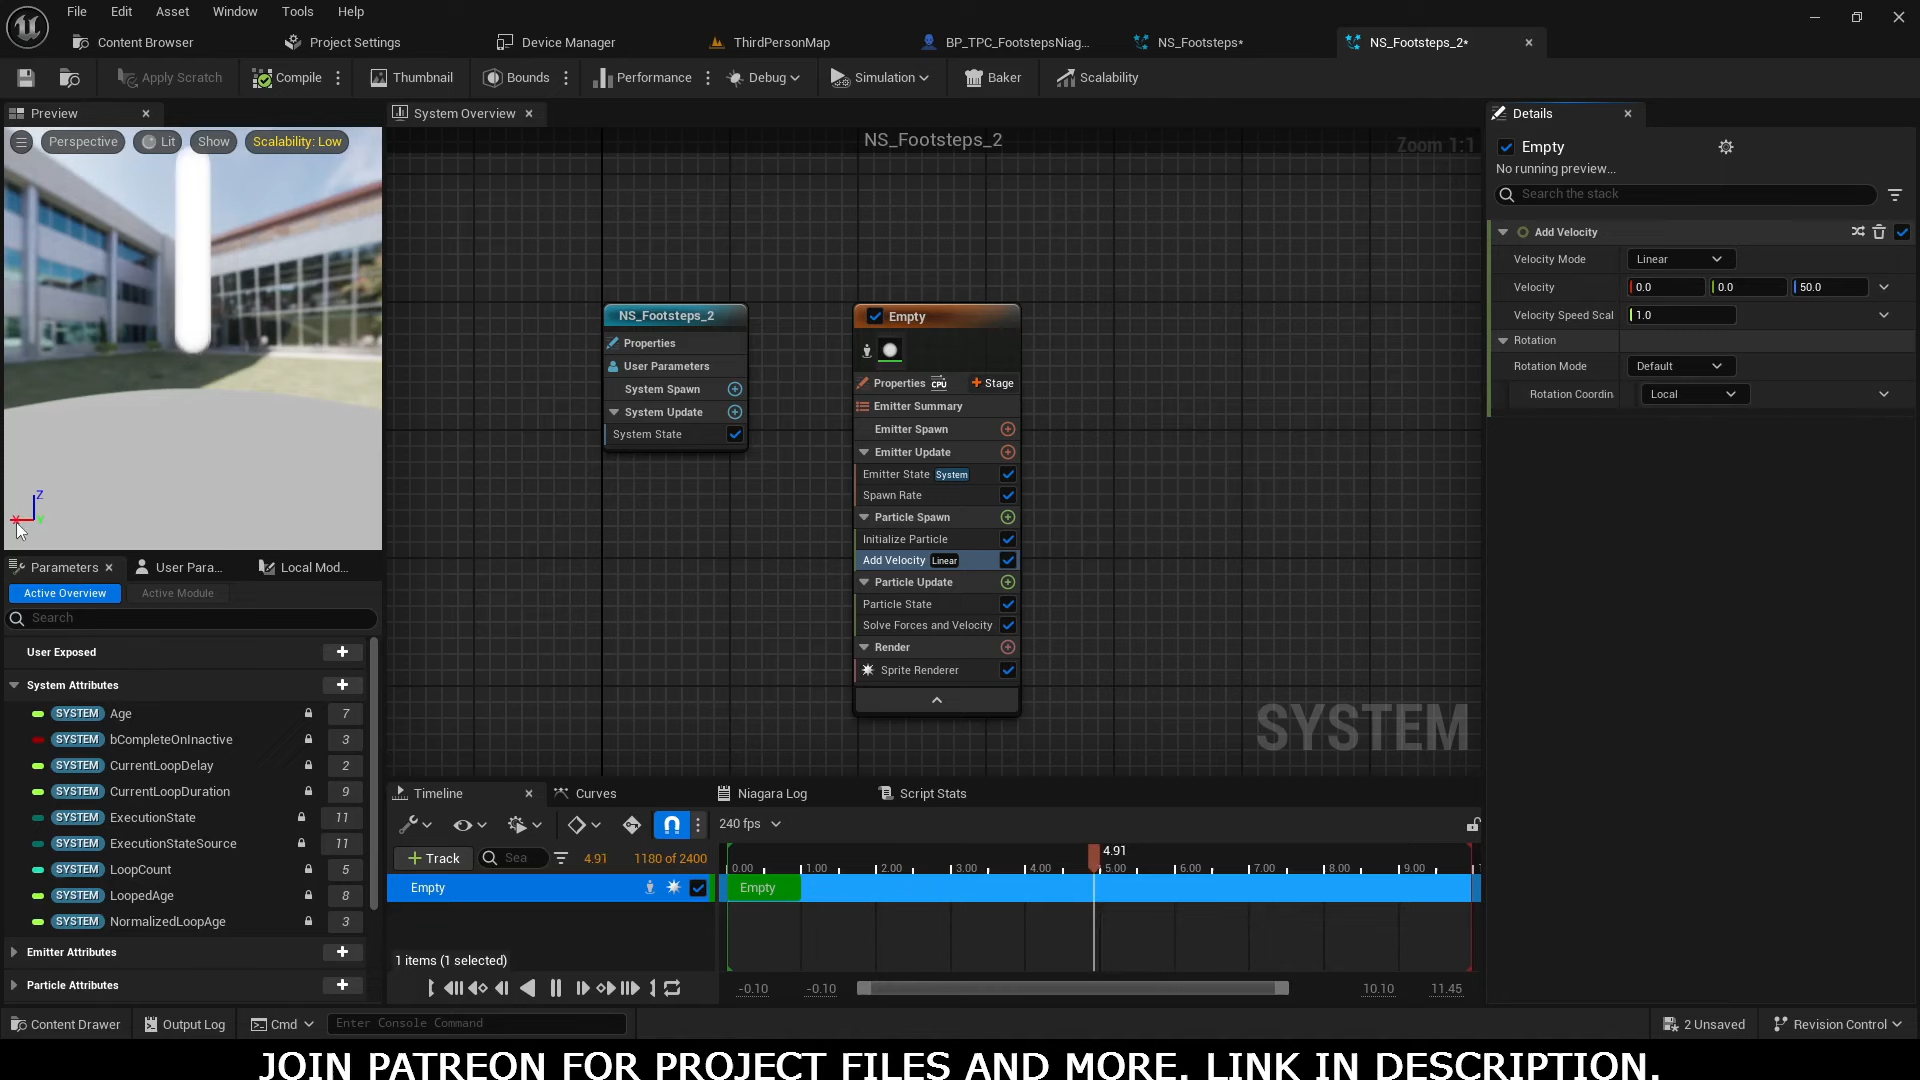 File Edit Asset Window Tools Help
Content Browser Project Settings Device Manager ThirdPersonMap BP_TPC_FootstepsNiag... NS_Footsteps* NS_Footsteps_2*
Apply Scratch Compile Thumbnail Bounds Performance Debug Simulation Baker Scalability
Preview
Perspective Lit Show Scalability: Low
Z
X Y
System Overview
NS_Footsteps_2
Zoom 1:1
NS_Footsteps_2
Properties
User Parameters
System Spawn
System Update
System State
Empty
Properties CPU Stage
Emitter Summary
Emitter Spawn
Emitter Update
Emitter State System
Spawn Rate
Particle Spawn
Initialize Particle
Add Velocity Linear
Particle Update
Particle State
Solve Forces and Velocity
Render
Sprite Renderer
SYSTEM
Details
Empty
No running preview...
Search the stack
Add Velocity
Velocity Mode Linear
Velocity 0.0 0.0 50.0
Velocity Speed Scal 1.0
Rotation
Rotation Mode Default
Rotation Coordin Local
Parameters User Para... Local Mod...
Active Overview Active Module
Search
User Exposed
System Attributes
SYSTEM Age 7
SYSTEM bCompleteOnInactive 3
SYSTEM CurrentLoopDelay 2
SYSTEM CurrentLoopDuration 9
SYSTEM ExecutionState 11
SYSTEM ExecutionStateSource 11
SYSTEM LoopCount 5
SYSTEM LoopedAge 8
SYSTEM NormalizedLoopAge 3
Emitter Attributes
Particle Attributes
Timeline Curves Niagara Log Script Stats
240 fps
Track Sea 4.91 1180 of 2400
4.91
0.00 1.00 2.00 3.00 4.00 5.00 6.00 7.00 8.00 9.00
Empty Empty
1 items (1 selected)
-0.10 -0.10 10.10 11.45
Content Drawer Output Log Cmd Enter Console Command 2 Unsaved Revision Control
JOIN PATREON FOR PROJECT FILES AND MORE. LINK IN DESCRIPTION.